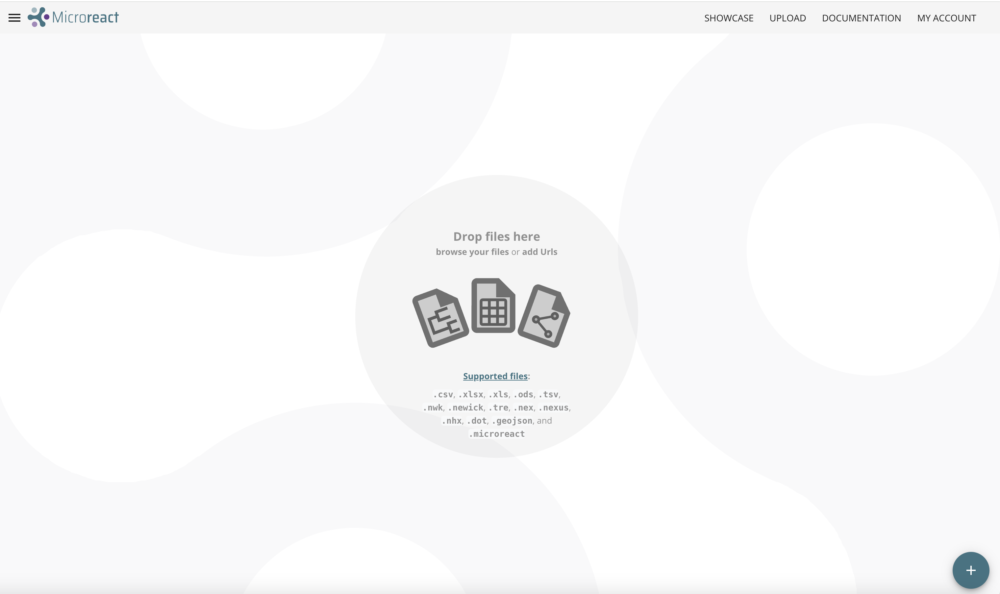 Microreact
SHOWCASE
UPLOAD
DOCUMENTATION
MY ACCOUNT
Drop files here
browse your files or add Urls
Supported files:
.csv, .xlsx, .xls, .ods, .tsv,
.nwk, .newick, .tre, .nex, .nexus,
.nhx, .dot, .geojson, and
.microreact